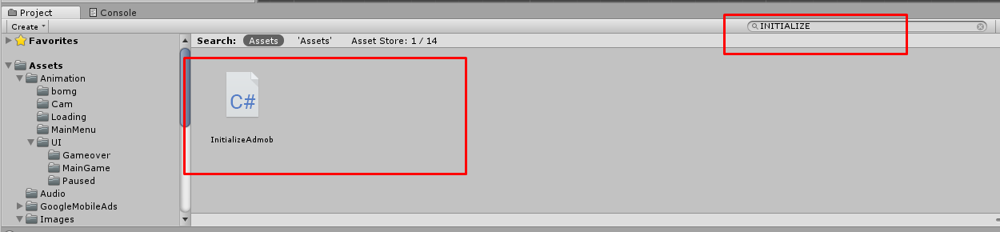 Project Console
Create INITIALIZE
Favorites Search: Assets 'Assets' Asset Store: 1 / 14
Assets
Animation
bomg
Cam
Loading
MainMenu
UI
Gameover
MainGame
Paused
Audio
GoogleMobileAds
Images
C#
InitializeAdmob